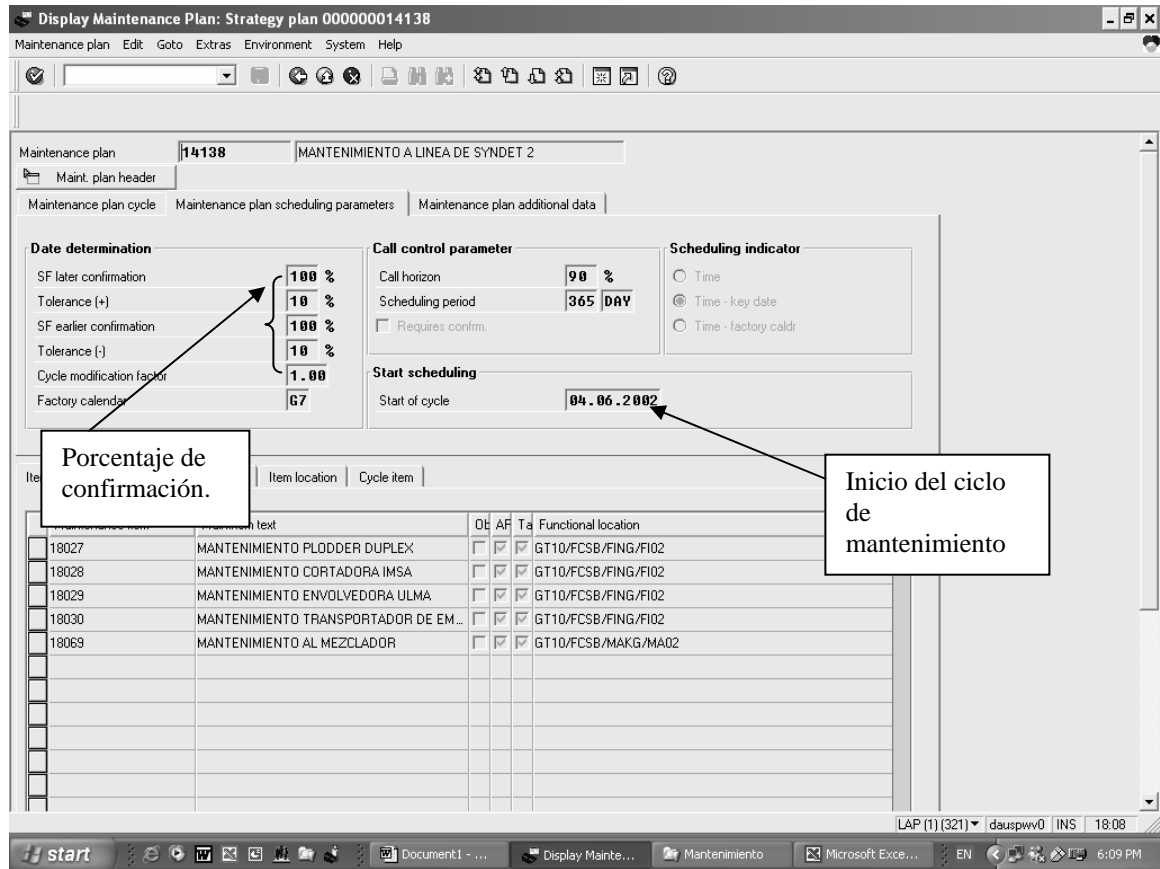 Display Maintenance Plan: Strategy plan 000000014138
Maintenance plan Edit Goto Extras Environment System Help
Maintenance plan 14138 MANTENIMIENTO A LINEA DE SYNDET 2
Maint. plan header
Maintenance plan cycle Maintenance plan scheduling parameters Maintenance plan additional data
Date determination
SF later confirmation 100 %
Tolerance (+) 10 %
SF earlier confirmation 100 %
Tolerance (-) 10 %
Cycle modification factor 1.00
Factory calendar G7
Call control parameter
Call horizon 90 %
Scheduling period 365 DAY
Requires confrm.
Scheduling indicator
Time
Time - key date
Time - factory caldr
Start scheduling
Start of cycle 04.06.2002
Porcentaje de
confirmación.
Inicio del ciclo
de
mantenimiento
Item location Cycle item
text Ob AF Ta Functional location
18027 MANTENIMIENTO PLODDER DUPLEX GT10/FCSB/FING/FI02
18028 MANTENIMIENTO CORTADORA IMSA GT10/FCSB/FING/FI02
18029 MANTENIMIENTO ENVOLVEDORA ULMA GT10/FCSB/FING/FI02
18030 MANTENIMIENTO TRANSPORTADOR DE EM... GT10/FCSB/FING/FI02
18069 MANTENIMIENTO AL MEZCLADOR GT10/FCSB/MAKG/MA02
LAP (1) (321) dauspwv0 INS 18:08
start Document1 - ... Display Mainte... Mantenimiento Microsoft Exce... EN 6:09 PM